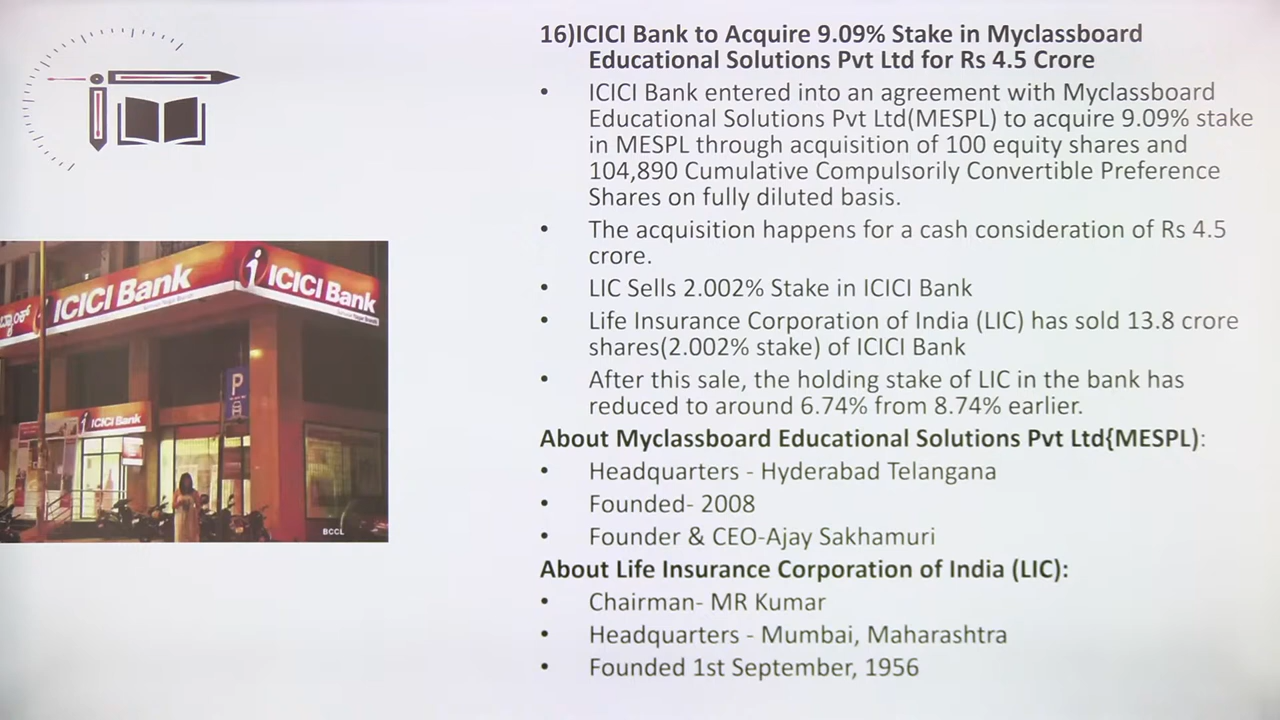 16)ICICI Bank to Acquire 9.09% Stake in Myclassboard
Educational Solutions Pvt Ltd for Rs 4.5 Crore
• ICICI Bank entered into an agreement with Myclassboard
Educational Solutions Pvt Ltd(MESPL) to acquire 9.09% stake
in MESPL through acquisition of 100 equity shares and
104,890 Cumulative Compulsorily Convertible Preference
Shares on fully diluted basis.
• The acquisition happens for a cash consideration of Rs 4.5
crore.
• LIC Sells 2.002% Stake in ICICI Bank
• Life Insurance Corporation of India (LIC) has sold 13.8 crore
shares(2.002% stake) of ICICI Bank
• After this sale, the holding stake of LIC in the bank has
reduced to around 6.74% from 8.74% earlier.
About Myclassboard Educational Solutions Pvt Ltd{MESPL):
• Headquarters - Hyderabad Telangana
• Founded- 2008
• Founder & CEO-Ajay Sakhamuri
About Life Insurance Corporation of India (LIC):
• Chairman- MR Kumar
• Headquarters - Mumbai, Maharashtra
• Founded 1st September, 1956
ICICI Bank
ICICI Bank
P
ICICI Bank
BCCL